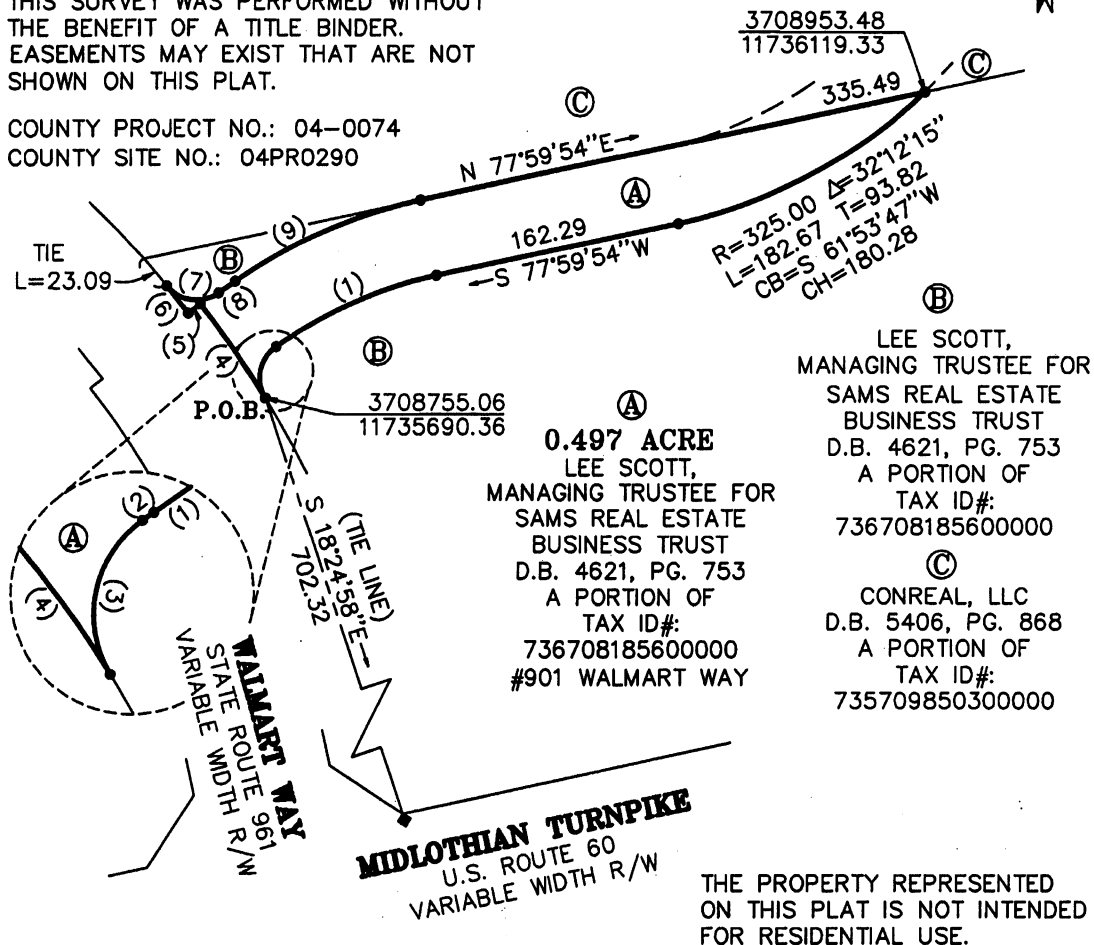 THIS SURVEY WAS PERFORMED WITHOUT
THE BENEFIT OF A TITLE BINDER.
EASEMENTS MAY EXIST THAT ARE NOT
SHOWN ON THIS PLAT.
COUNTY PROJECT NO.: 04-0074
COUNTY SITE NO.: 04PR0290
3708953.48
11736119.33
C
C
335.49
N 77°59'54"E
A
162.29
S 77°59'54"W
R=325.00 Δ=32°12'15"
L=182.67 T=93.82
CB=S 61°53'47"W
CH=180.28
TIE
L=23.09
(9)
B
(7)
(8)
(6)
(5)
(4)
(1)
B
P.O.B.
3708755.06
11735690.36
(TIE LINE)
S 18°24'58"E
702.32
A
(2)
(1)
(3)
(4)
WALMART WAY
STATE ROUTE 961
VARIABLE WIDTH R/W
MIDLOTHIAN TURNPIKE
U.S. ROUTE 60
VARIABLE WIDTH R/W
A
0.497 ACRE
LEE SCOTT,
MANAGING TRUSTEE FOR
SAMS REAL ESTATE
BUSINESS TRUST
D.B. 4621, PG. 753
A PORTION OF
TAX ID#:
736708185600000
#901 WALMART WAY
B
LEE SCOTT,
MANAGING TRUSTEE FOR
SAMS REAL ESTATE
BUSINESS TRUST
D.B. 4621, PG. 753
A PORTION OF
TAX ID#:
736708185600000
C
CONREAL, LLC
D.B. 5406, PG. 868
A PORTION OF
TAX ID#:
735709850300000
THE PROPERTY REPRESENTED
ON THIS PLAT IS NOT INTENDED
FOR RESIDENTIAL USE.